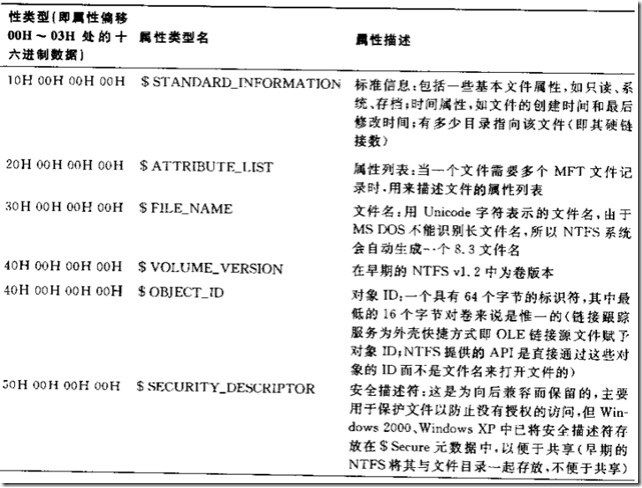 性类型(即属性偏移
00H～03H 处的十 属性类型名 属性描述
六进制数据)
10H 00H 00H 00H $ STANDARD_INFORMATION 标准信息:包括一些基本文件属性,如只读、系
统、存档;时间属性,如文件的创建时间和最后
修改时间;有多少目录指向该文件(即其硬链
接数)
20H 00H 00H 00H $ ATTRIBUTE_LIST 属性列表:当一个文件需要多个 MFT 文件记
录时,用来描述文件的属性列表
30H 00H 00H 00H $ FILE_NAME 文件名:用 Unicode 字符表示的文件名,由于
MS DOS 不能识别长文件名,所以 NTFS 系统
会自动生成一个 8.3 文件名
40H 00H 00H 00H $ VOLUME_VERSION 在早期的 NTFS v1.2 中为卷版本
40H 00H 00H 00H $ OBJECT_ID 对象 ID:一个具有 64 个字节的标识符,其中最
低的 16 个字节对卷来说是惟一的(链接跟踪
服务为外壳快捷方式即 OLE 链接源文件赋予
对象 ID;NTFS 提供的 API 是直接通过这些对
象的 ID 而不是文件名来打开文件的)
50H 00H 00H 00H $ SECURITY_DESCRIPTOR 安全描述符:这是为向后兼容而保留的,主要
用于保护文件以防止没有授权的访问,但 Win-
dows 2000、Windows XP 中已将安全描述符存
放在 $ Secure 元数据中,以便于共享(早期的
NTFS 将其与文件目录一起存放,不便于共享)